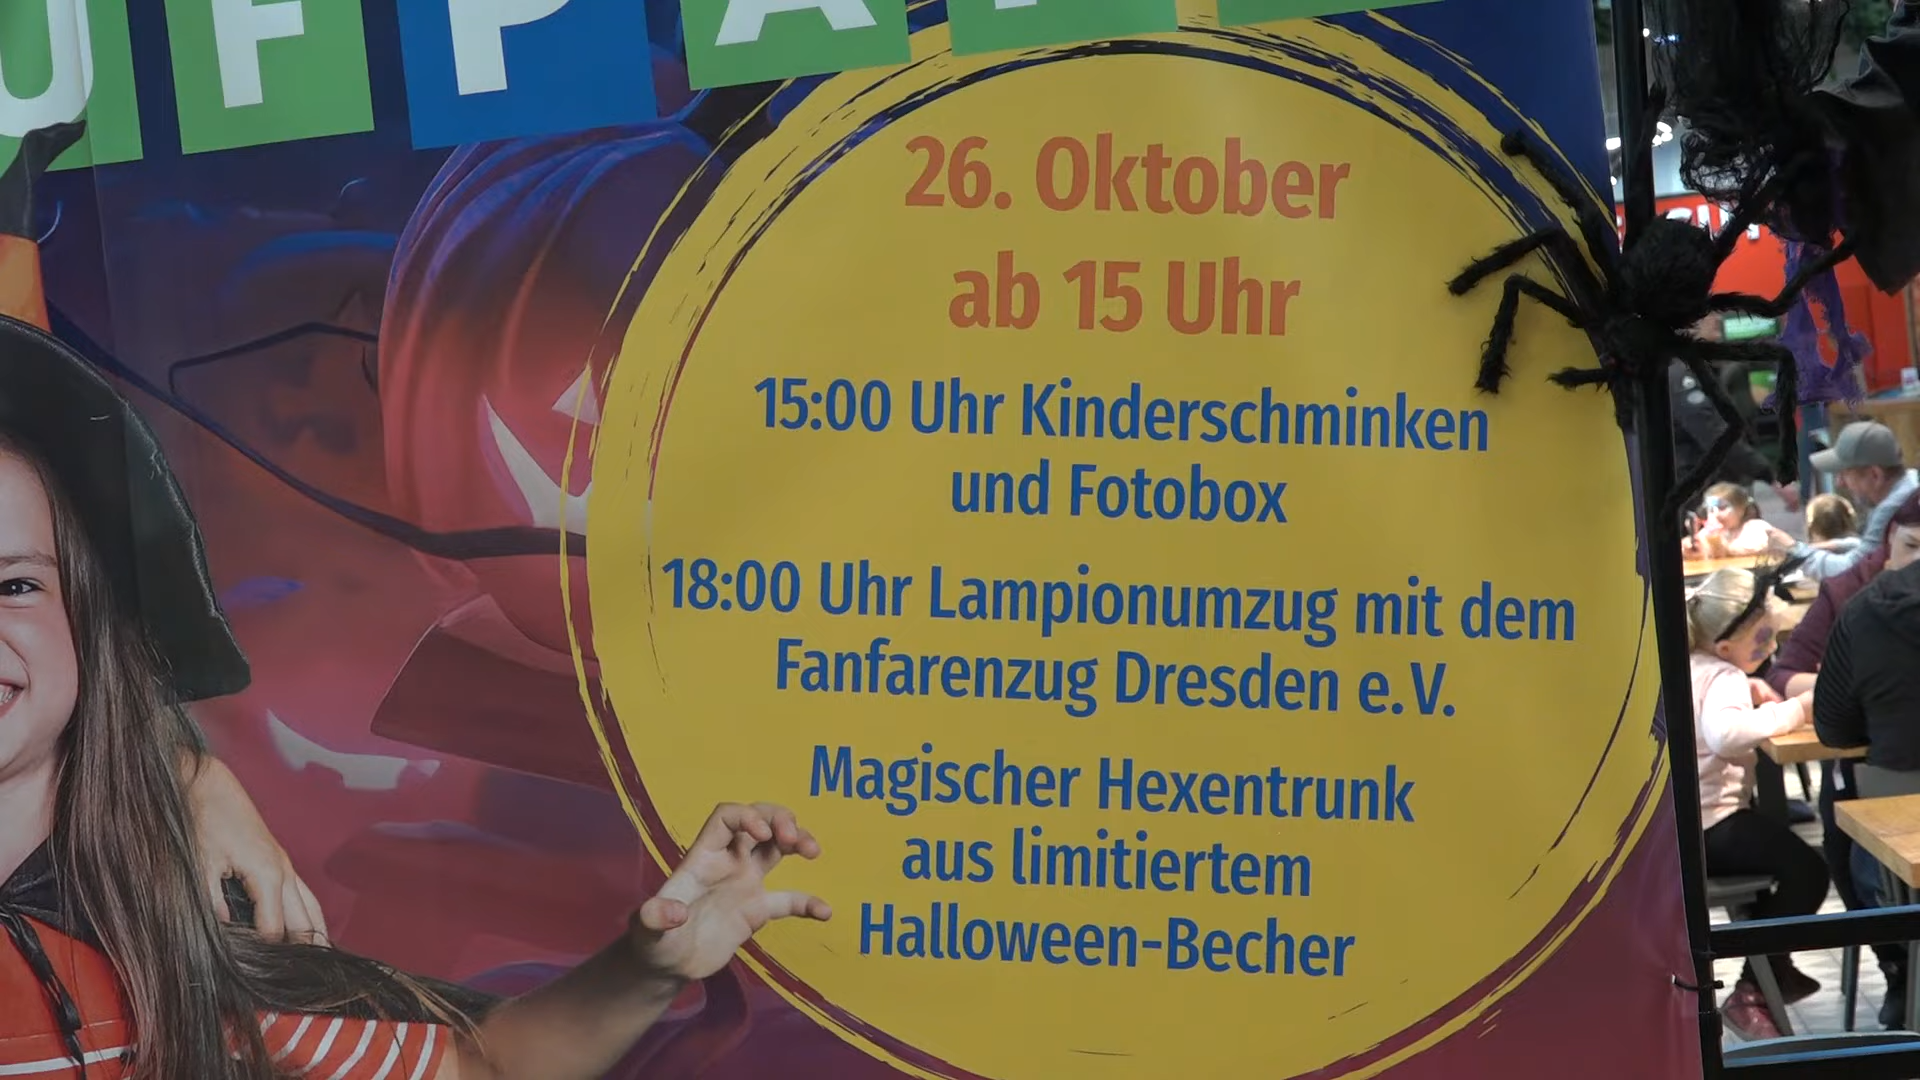 UFPA
26. Oktober
ab 15 Uhr
15:00 Uhr Kinderschminken
und Fotobox
18:00 Uhr Lampionumzug mit dem
Fanfarenzug Dresden e.V.
Magischer Hexentrunk
aus limitiertem
Halloween-Becher